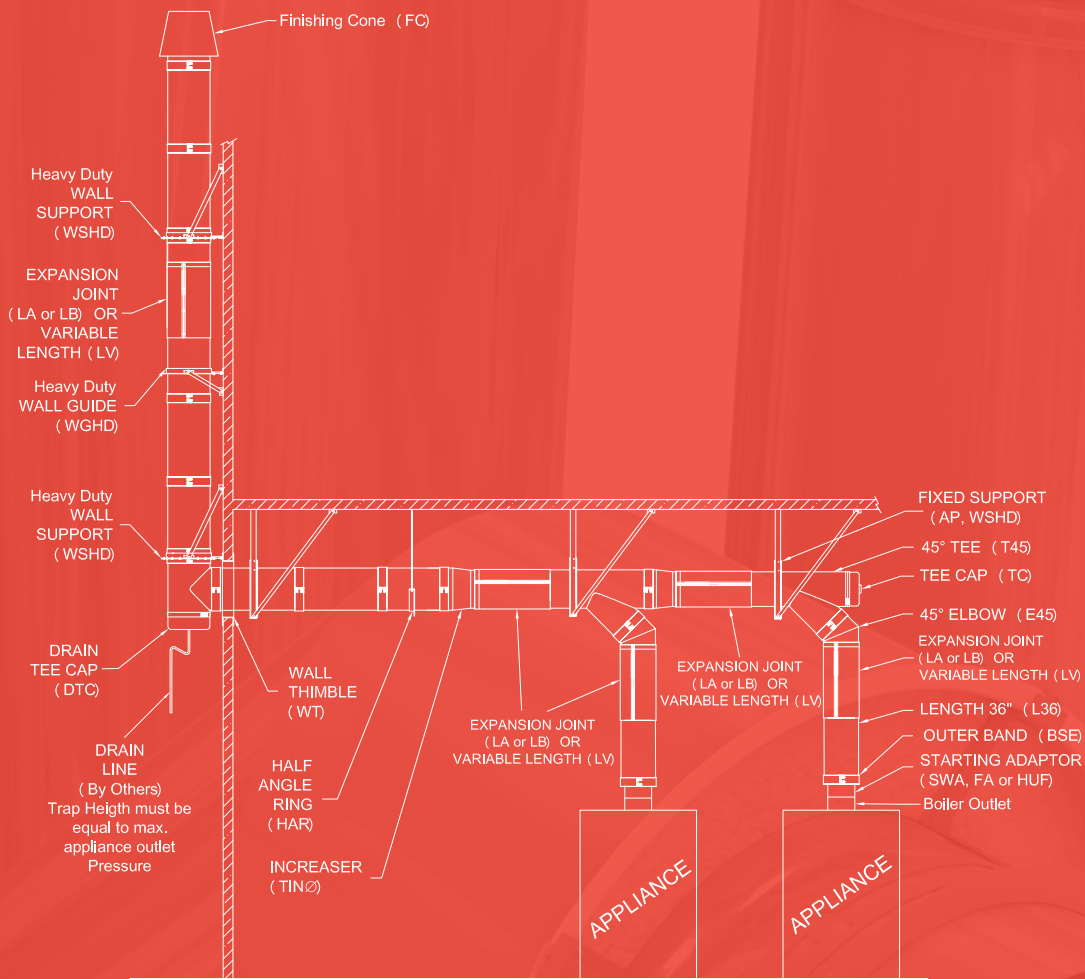 Finishing Cone (FC)
Heavy Duty
WALL
SUPPORT
(WSHD)
EXPANSION
JOINT
(LA or LB) OR
VARIABLE
LENGTH (LV)
Heavy Duty
WALL GUIDE
(WGHD)
Heavy Duty
WALL
SUPPORT
(WSHD)
DRAIN
TEE CAP
(DTC)
DRAIN
LINE
(By Others)
Trap Heigth must be
equal to max.
appliance outlet
Pressure
WALL
THIMBLE
(WT)
HALF
ANGLE
RING
(HAR)
INCREASER
(TINØ)
EXPANSION JOINT
(LA or LB) OR
VARIABLE LENGTH (LV)
EXPANSION JOINT
(LA or LB) OR
VARIABLE LENGTH (LV)
FIXED SUPPORT
(AP, WSHD)
45° TEE (T45)
TEE CAP (TC)
45° ELBOW (E45)
EXPANSION JOINT
(LA or LB) OR
VARIABLE LENGTH (LV)
LENGTH 36" (L36)
OUTER BAND (BSE)
STARTING ADAPTOR
(SWA, FA or HUF)
Boiler Outlet
APPLIANCE
APPLIANCE